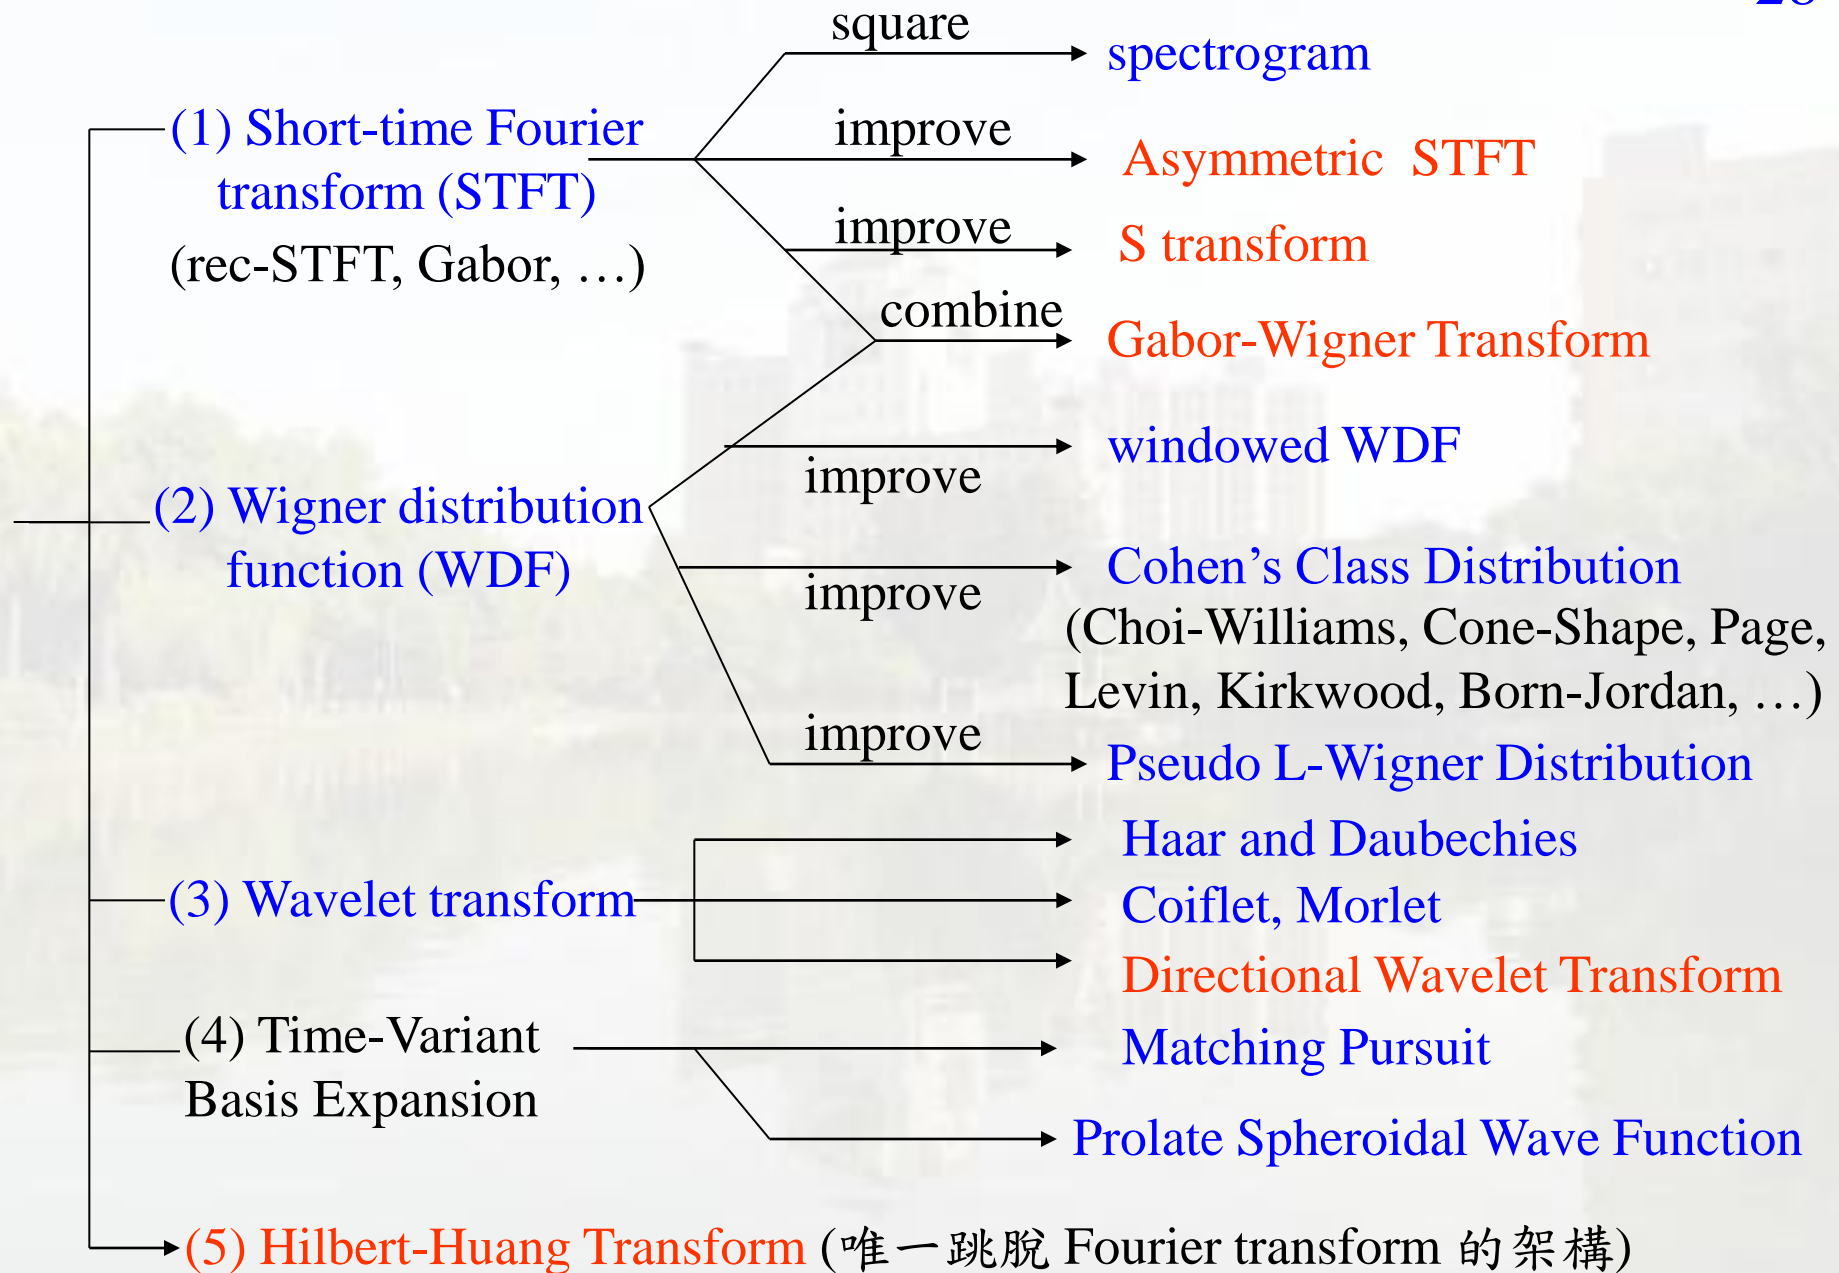 square
spectrogram
(1) Short-time Fourier
transform (STFT)
(rec-STFT, Gabor, …)
improve
Asymmetric STFT
improve
S transform
combine
Gabor-Wigner Transform
(2) Wigner distribution
function (WDF)
improve
windowed WDF
improve
Cohen’s Class Distribution
(Choi-Williams, Cone-Shape, Page,
Levin, Kirkwood, Born-Jordan, …)
improve
Pseudo L-Wigner Distribution
(3) Wavelet transform
Haar and Daubechies
Coiflet, Morlet
Directional Wavelet Transform
(4) Time-Variant
Basis Expansion
Matching Pursuit
Prolate Spheroidal Wave Function
(5) Hilbert-Huang Transform (唯一跳脫 Fourier transform 的架構)